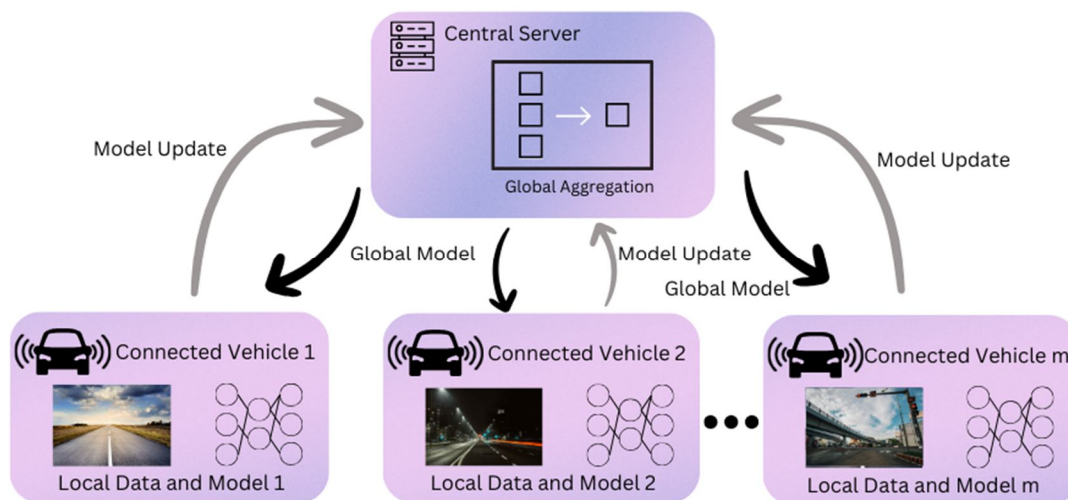 Central Server
Global Aggregation
Model Update
Model Update
Global Model
Model Update
Global Model
Connected Vehicle 1
Local Data and Model 1
Connected Vehicle 2
Local Data and Model 2
Connected Vehicle m
Local Data and Model m